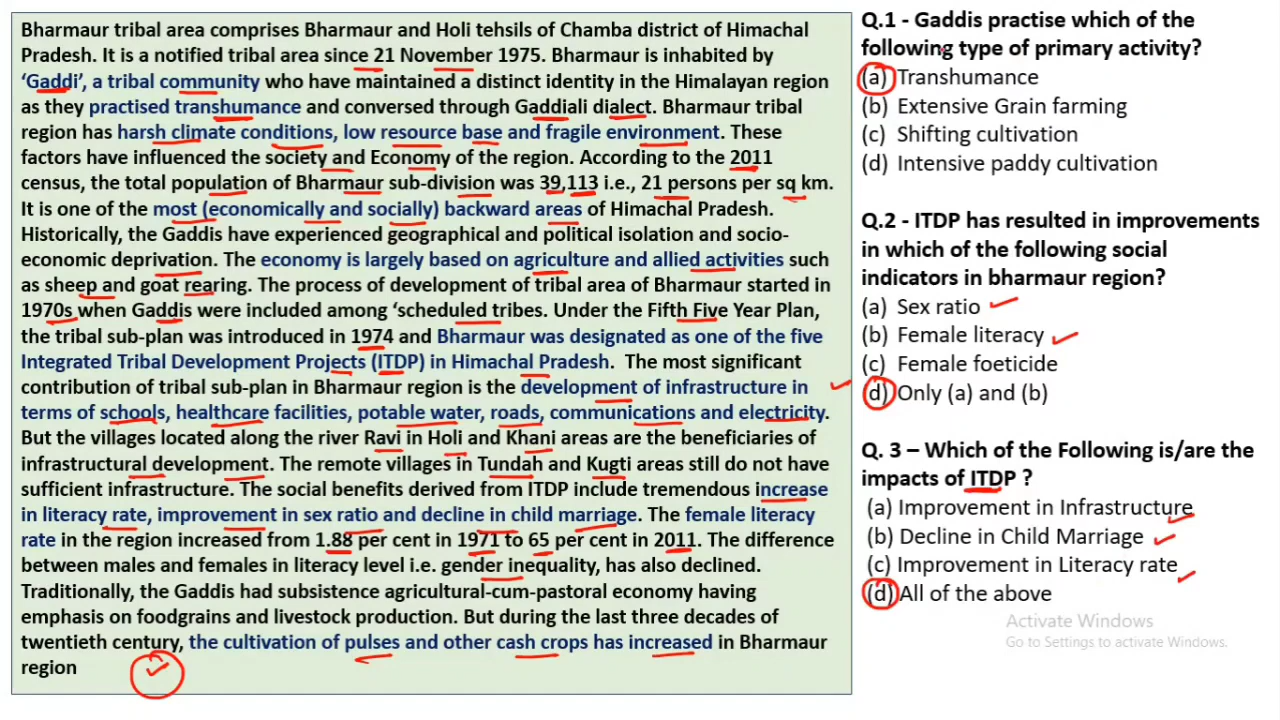 Bharmaur tribal area comprises Bharmaur and Holi tehsils of Chamba district of Himachal
Pradesh. It is a notified tribal area since 21 November 1975. Bharmaur is inhabited by
‘Gaddi’, a tribal community who have maintained a distinct identity in the Himalayan region
as they practised transhumance and conversed through Gaddiali dialect. Bharmaur tribal
region has harsh climate conditions, low resource base and fragile environment. These
factors have influenced the society and Economy of the region. According to the 2011
census, the total population of Bharmaur sub-division was 39,113 i.e., 21 persons per sq km.
It is one of the most (economically and socially) backward areas of Himachal Pradesh.
Historically, the Gaddis have experienced geographical and political isolation and socio-
economic deprivation. The economy is largely based on agriculture and allied activities such
as sheep and goat rearing. The process of development of tribal area of Bharmaur started in
1970s when Gaddis were included among ‘scheduled tribes. Under the Fifth Five Year Plan,
the tribal sub-plan was introduced in 1974 and Bharmaur was designated as one of the five
Integrated Tribal Development Projects (ITDP) in Himachal Pradesh. The most significant
contribution of tribal sub-plan in Bharmaur region is the development of infrastructure in
terms of schools, healthcare facilities, potable water, roads, communications and electricity.
But the villages located along the river Ravi in Holi and Khani areas are the beneficiaries of
infrastructural development. The remote villages in Tundah and Kugti areas still do not have
sufficient infrastructure. The social benefits derived from ITDP include tremendous increase
in literacy rate, improvement in sex ratio and decline in child marriage. The female literacy
rate in the region increased from 1.88 per cent in 1971 to 65 per cent in 2011. The difference
between males and females in literacy level i.e. gender inequality, has also declined.
Traditionally, the Gaddis had subsistence agricultural-cum-pastoral economy having
emphasis on foodgrains and livestock production. But during the last three decades of
twentieth century, the cultivation of pulses and other cash crops has increased in Bharmaur
region
Q.1 - Gaddis practise which of the
following type of primary activity?
(a) Transhumance
(b) Extensive Grain farming
(c) Shifting cultivation
(d) Intensive paddy cultivation
Q.2 - ITDP has resulted in improvements
in which of the following social
indicators in bharmaur region?
(a) Sex ratio
(b) Female literacy
(c) Female foeticide
(d) Only (a) and (b)
Q. 3 – Which of the Following is/are the
impacts of ITDP ?
(a) Improvement in Infrastructure
(b) Decline in Child Marriage
(c) Improvement in Literacy rate
(d) All of the above
Activate Windows
Go to Settings to activate Windows.